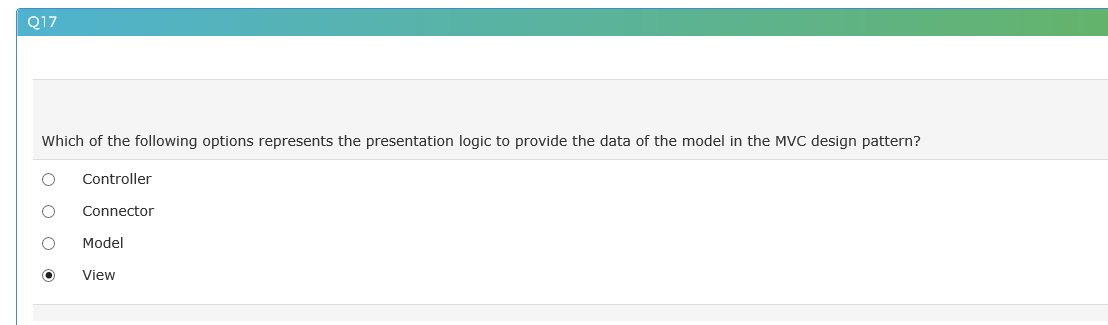 Q17
Which of the following options represents the presentation logic to provide the data of the model in the MVC design pattern?
Controller
Connector
Model
View